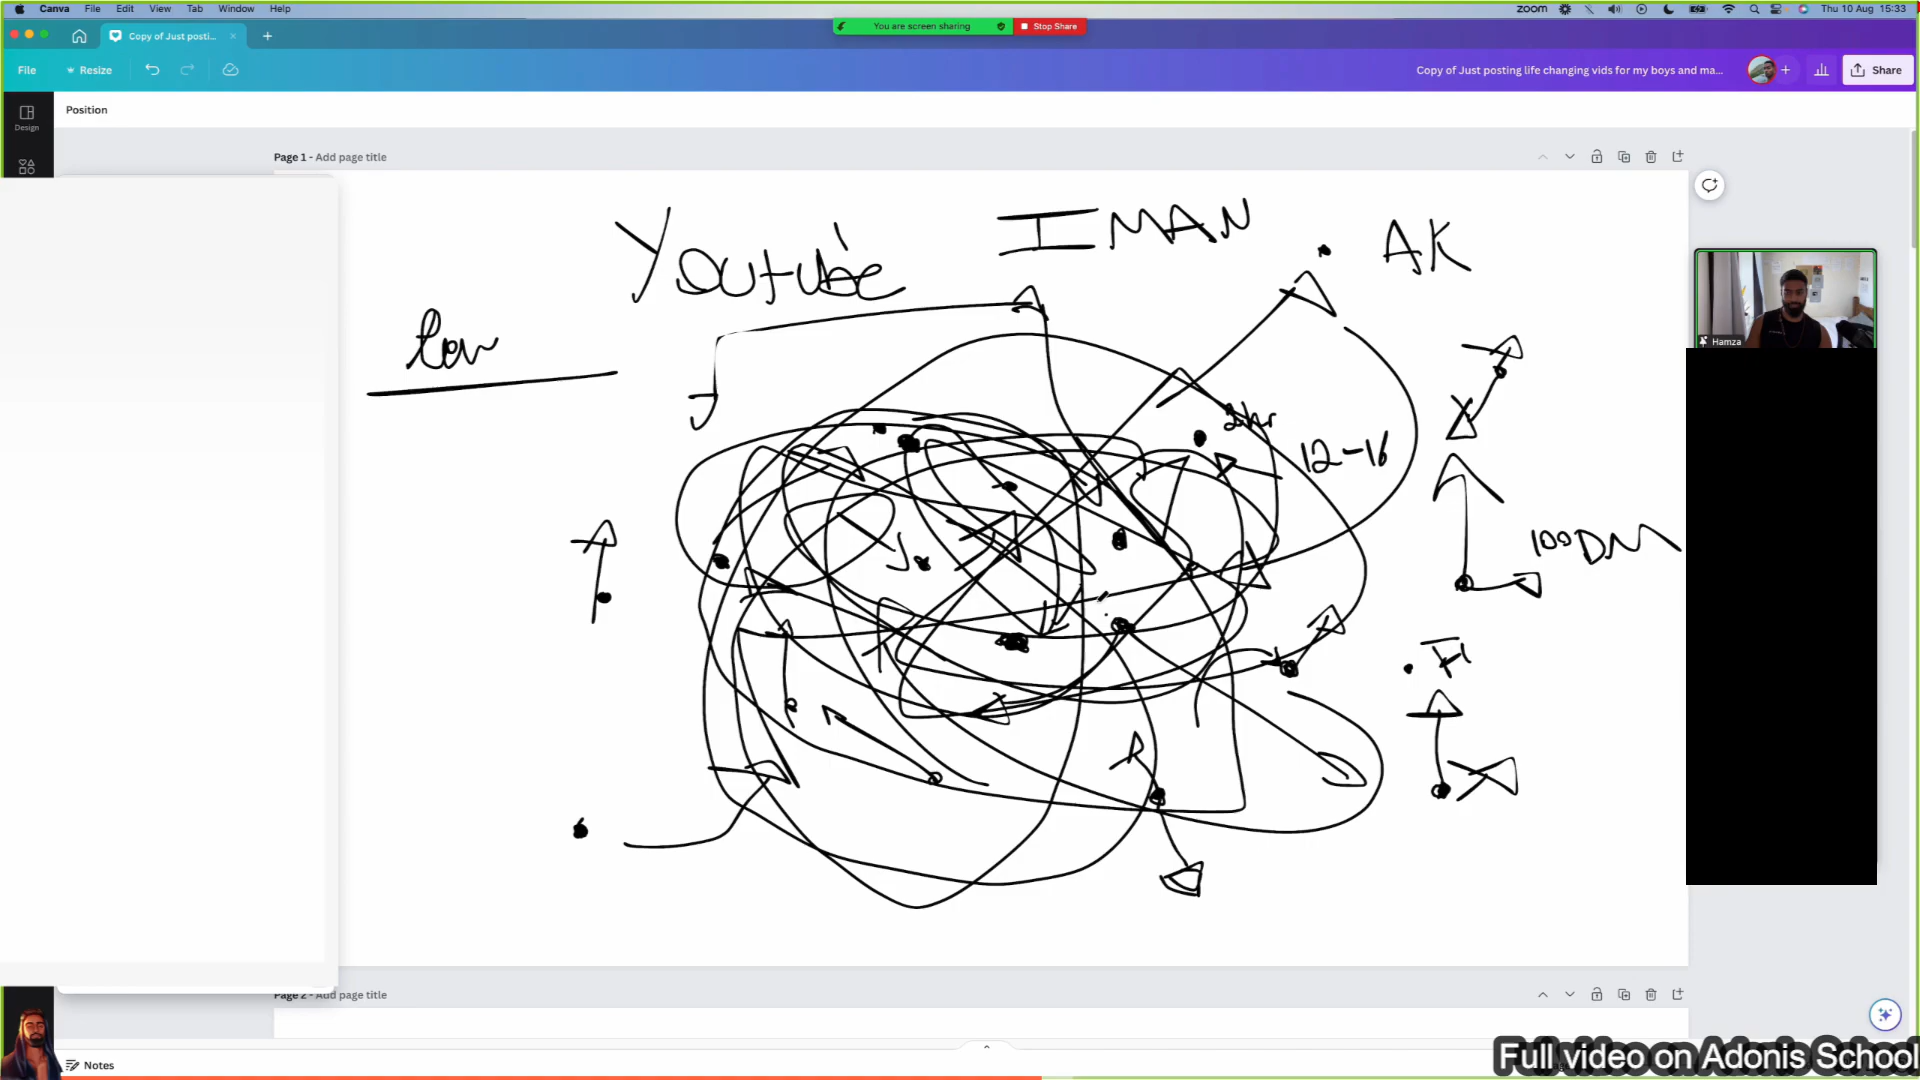 Canva File Edit View Tab Window Help
zoom Thu 10 Aug 15:33
You are screen sharing Stop Share
Copy of Just posti...
File Resize
Copy of Just posting life changing vids for my boys and ma...
Share
Position
Design
Page 1 - Add page title
Youtube
IMAN
AK
2hr
12-16
100DM
Hamza
Page 2 - Add page title
Notes
Full video on Adonis School